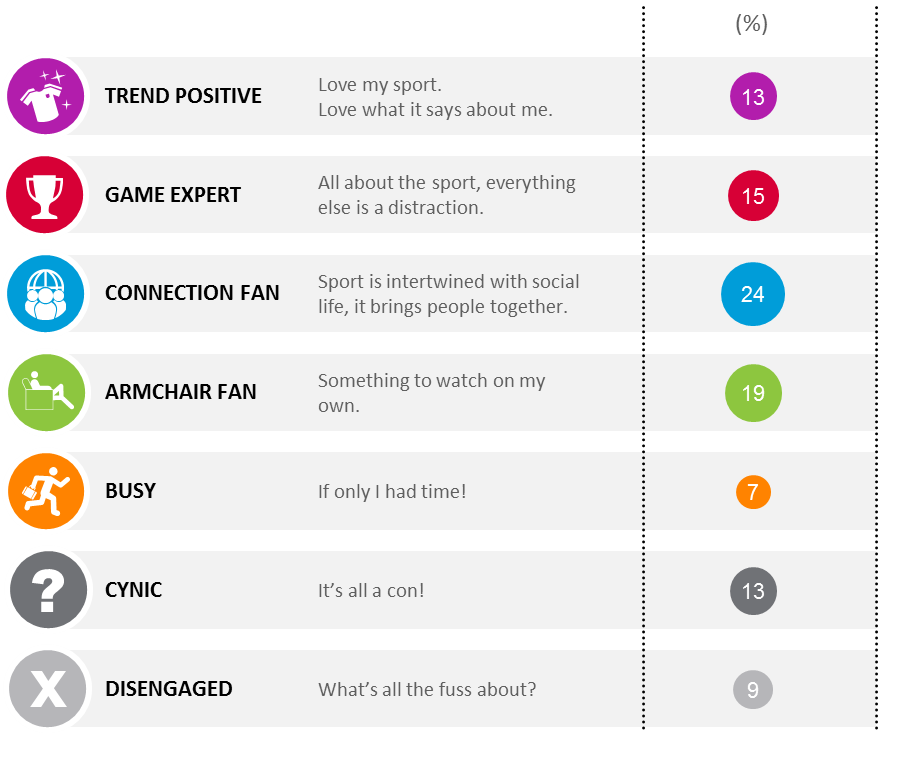 (%)
TREND POSITIVE
Love my sport.
Love what it says about me.
13
GAME EXPERT
All about the sport, everything
else is a distraction.
15
CONNECTION FAN
Sport is intertwined with social
life, it brings people together.
24
ARMCHAIR FAN
Something to watch on my
own.
19
BUSY
If only I had time!
7
?
CYNIC
It’s all a con!
13
X
DISENGAGED
What’s all the fuss about?
9